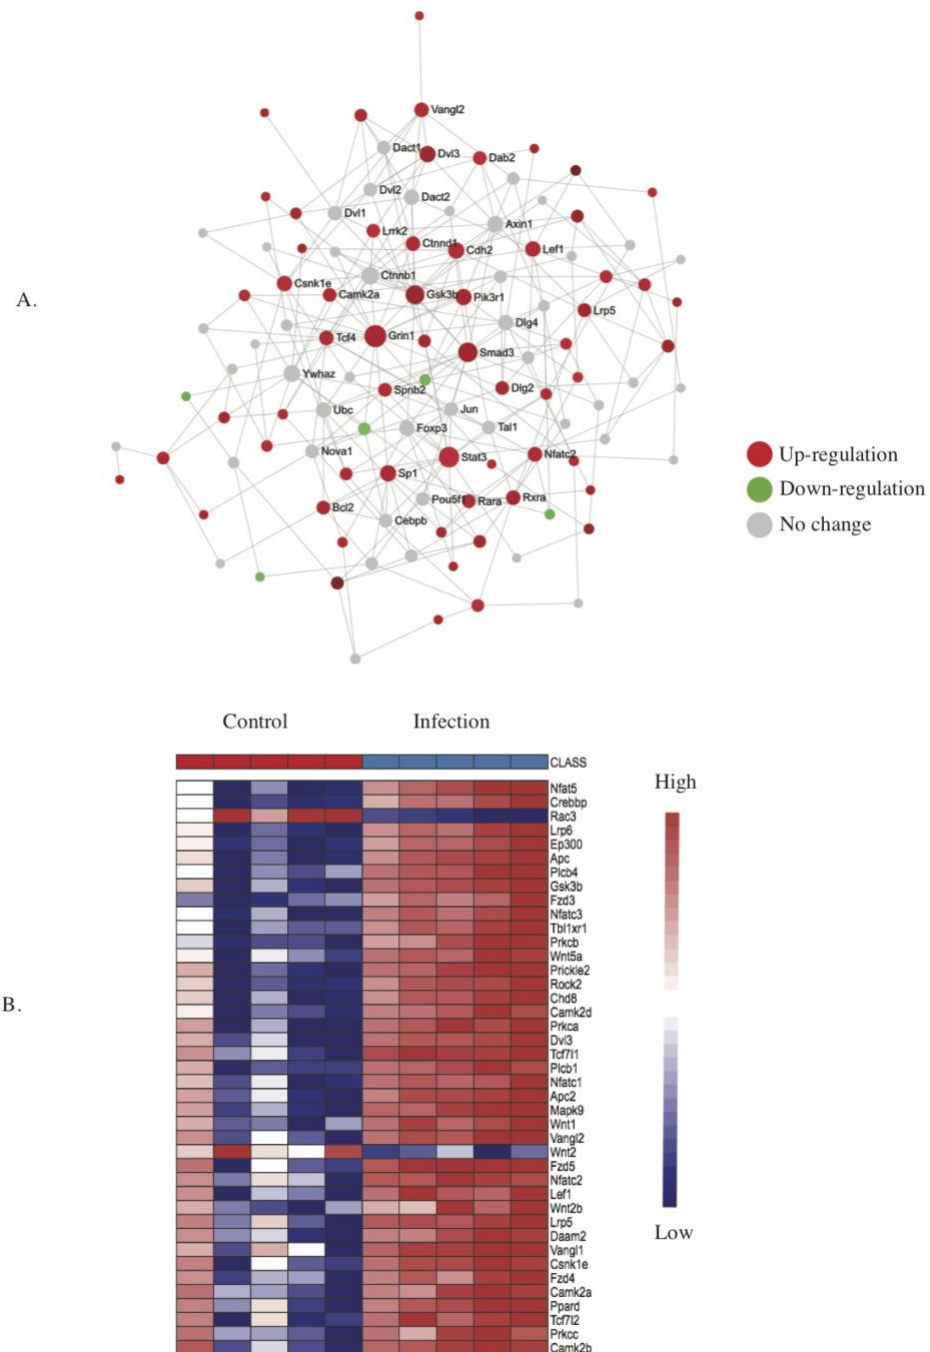 Vangl2
Dact1
Dvl3
Dab2
Dvl2
Dact2
Dvl1
Axin1
Lrrk2
Ctnnd1
Cdh2
Lef1
Ctnnb1
Csnk1e
Camk2a
Gsk3b
Pik3r1
A.
Lrp5
Dlg4
Tcf4
Grin1
Smad3
Ywhaz
Spnb2
Dlg2
Ubc
Jun
Foxp3
Tal1
Nova1
Stat3
Nfatc2
Up-regulation
Sp1
Down-regulation
Pou5f1
Rara
Rxra
Bcl2
Cebpb
No change
Control
Infection
CLASS
High
Nfat5
Crebbp
Rac3
Lrp6
Ep300
Apc
Plcb4
Gsk3b
Fzd3
Nfatc3
Tbl1xr1
Prkcb
Wnt5a
Prickle2
Rock2
Chd8
B.
Camk2d
Prkca
Dvl3
Tcf7l1
Plcb1
Nfatc1
Apc2
Mapk9
Wnt1
Vangl2
Wnt2
Fzd5
Nfatc2
Lef1
Wnt2b
Lrp5
Low
Daam2
Vangl1
Csnk1e
Fzd4
Camk2a
Ppard
Tcf7l2
Prkcc
Camk2b